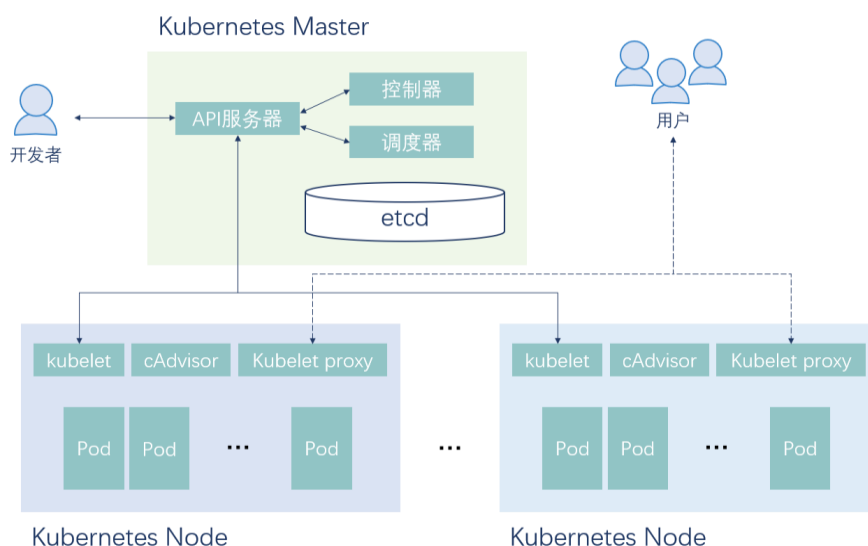 Kubernetes Master
控制器
API服务器
调度器
开发者
用户
etcd
kubelet
cAdvisor
Kubelet proxy
kubelet
cAdvisor
Kubelet proxy
Pod
Pod
...
Pod
...
Pod
Pod
...
Pod
Kubernetes Node
Kubernetes Node